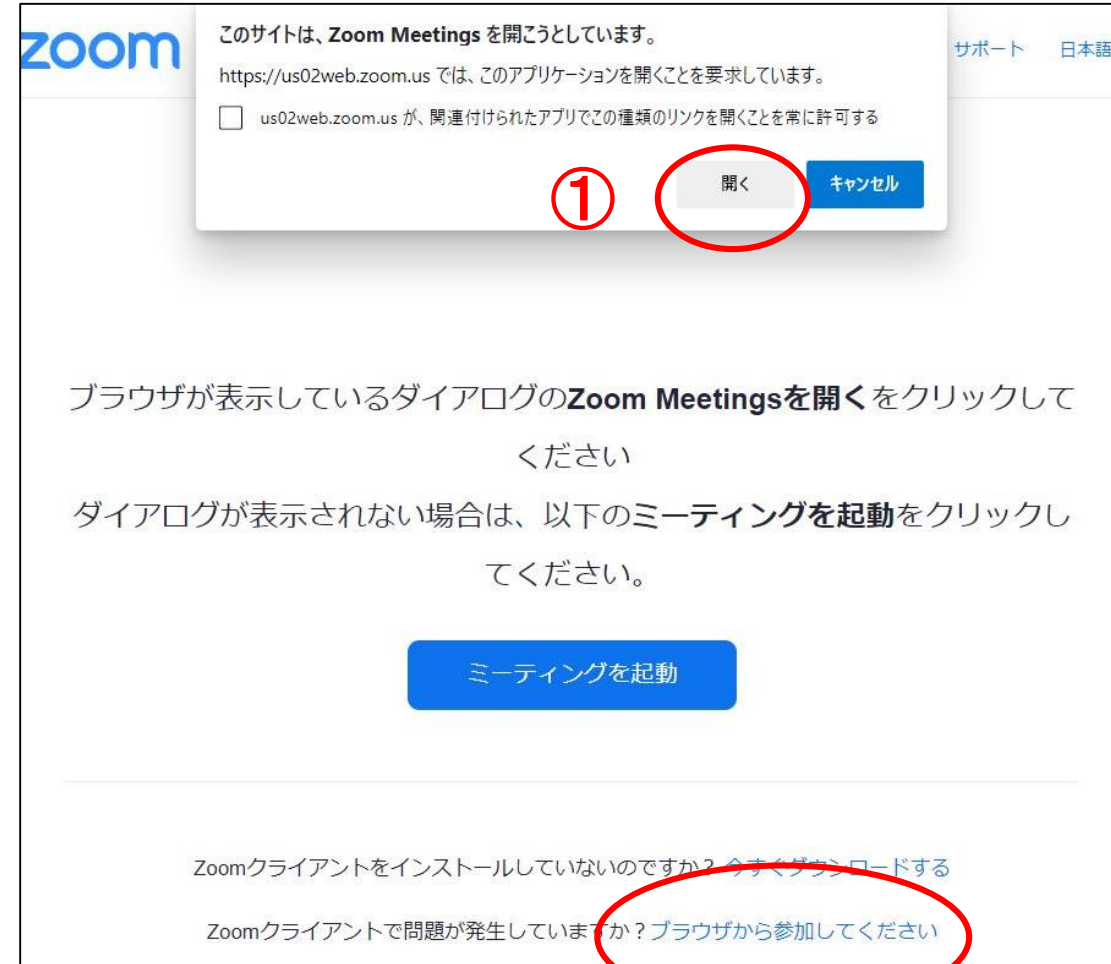 zoom
このサイトは、Zoom Meetings を開こうとしています。
サポート 日本語
https://us02web.zoom.us では、このアプリケーションを開くことを要求しています。
us02web.zoom.us が、関連付けられたアプリでこの種類のリンクを開くことを常に許可する
① 開く キャンセル
ブラウザが表示しているダイアログのZoom Meetingsを開くをクリックして
ください
ダイアログが表示されない場合は、以下のミーティングを起動をクリックし
てください。
ミーティングを起動
Zoomクライアントをインストールしていないのですか？今すぐダウンロードする
Zoomクライアントで問題が発生していますか？ブラウザから参加してください